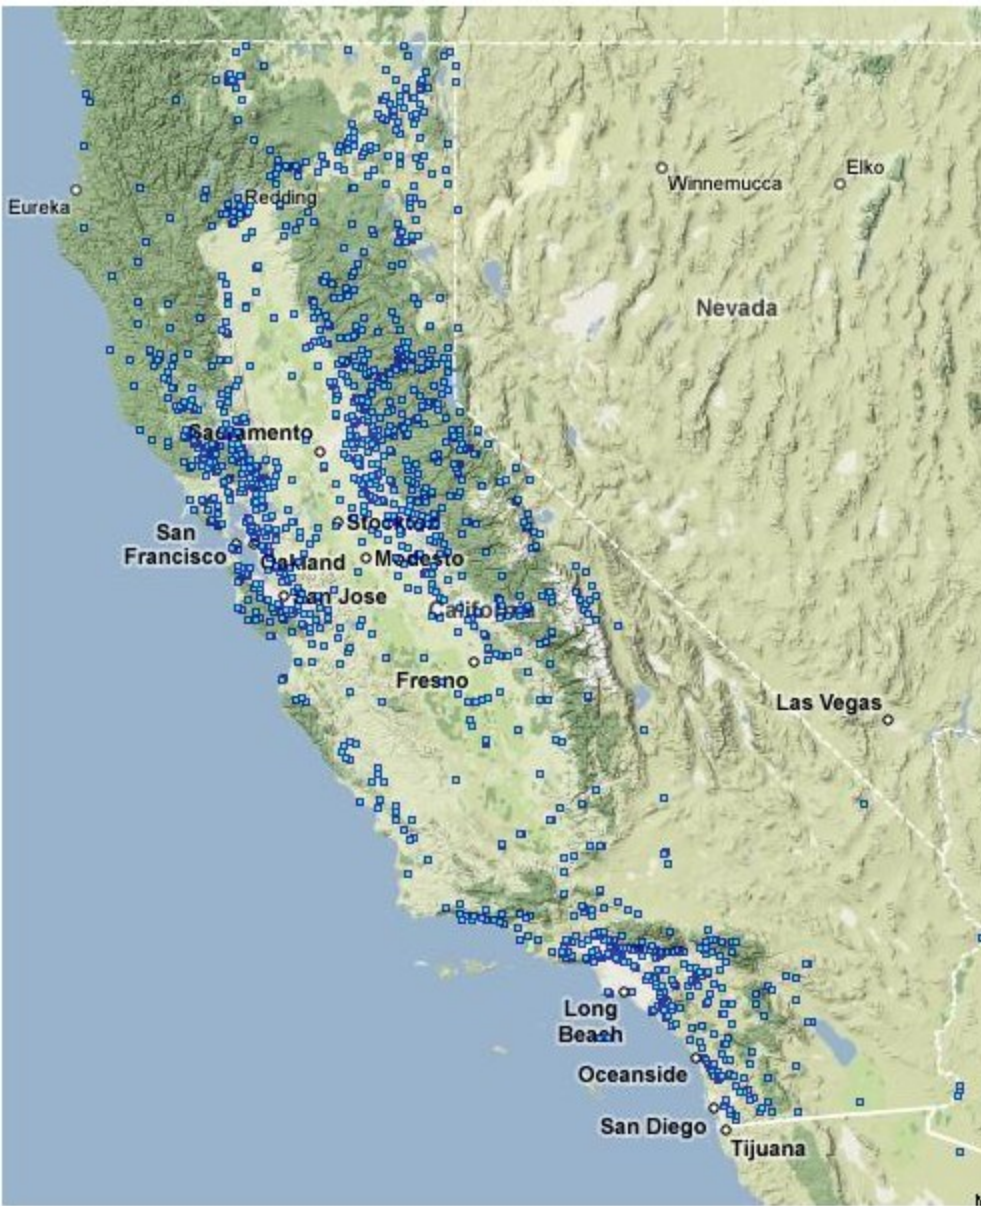 Eureka
Redding
Winnemucca
Elko
Nevada
Sacramento
Stockton
San
Francisco
Oakland
Modesto
San Jose
California
Fresno
Las Vegas
Long
Beach
Oceanside
San Diego
Tijuana